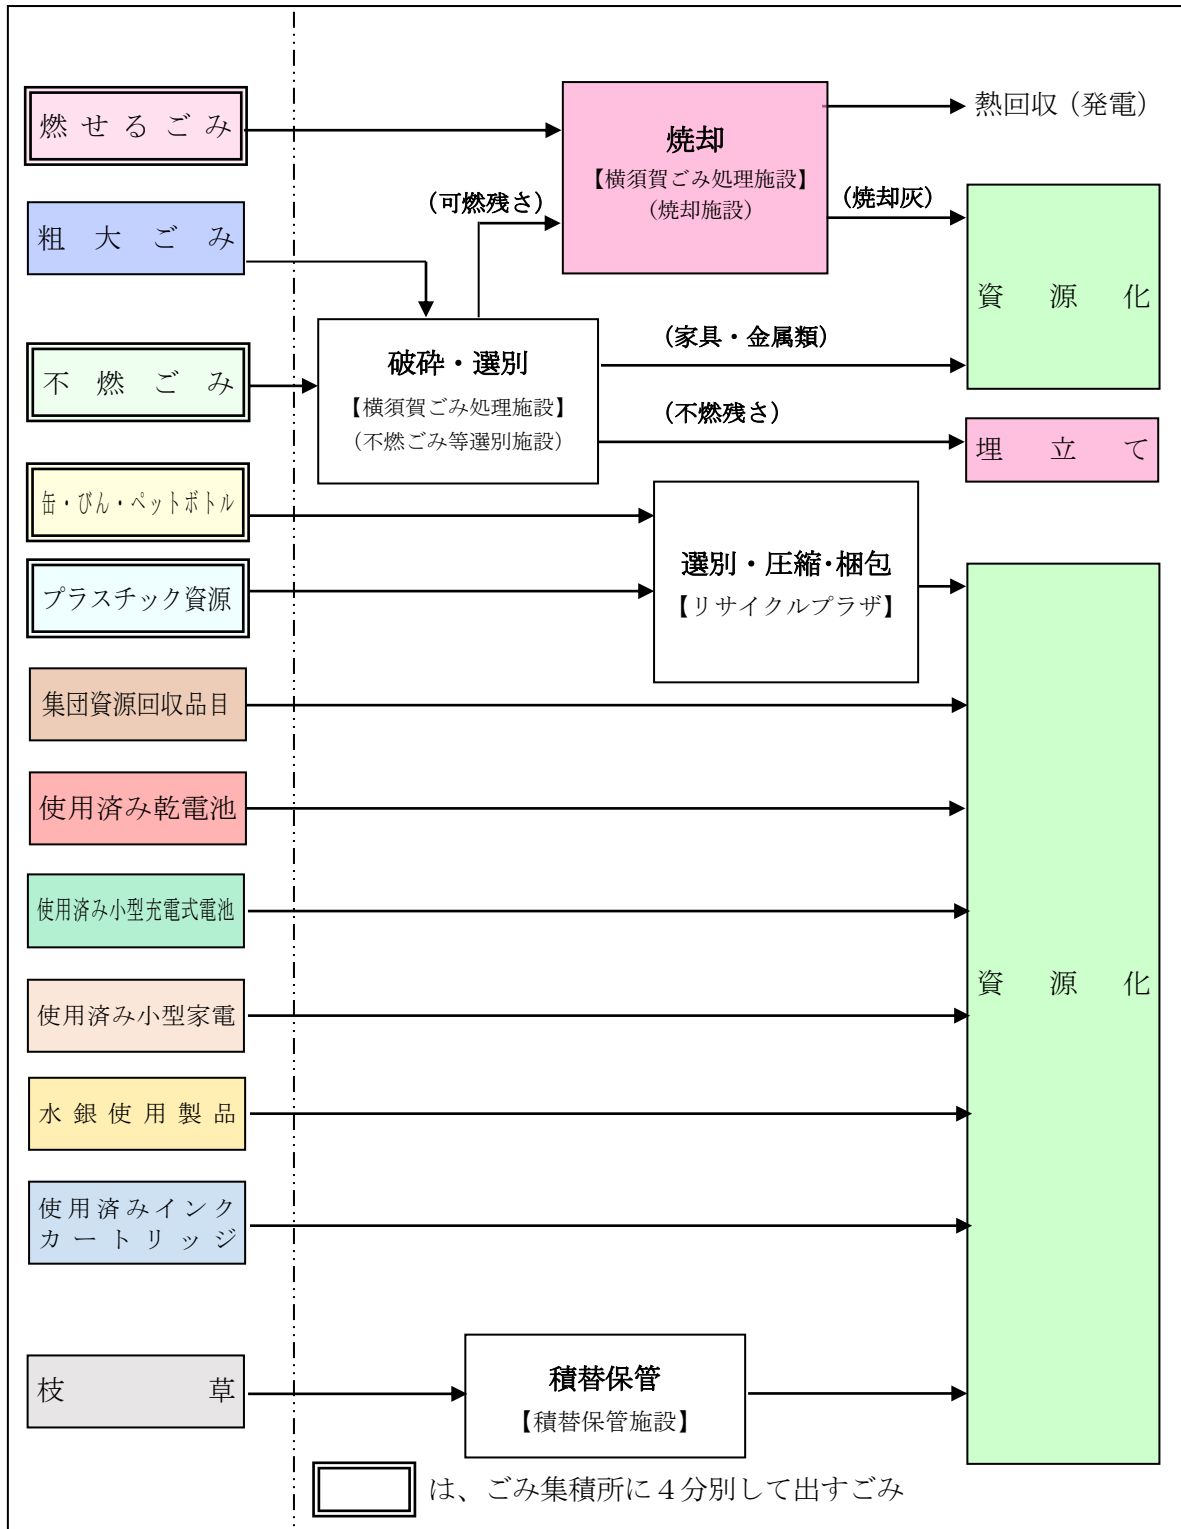 燃せるごみ
粗大ごみ
不燃ごみ
缶・びん・ペットボトル
プラスチック資源
集団資源回収品目
使用済み乾電池
使用済み小型充電式電池
使用済み小型家電
水銀使用製品
使用済みインク
カートリッジ
枝草
焼却
【横須賀ごみ処理施設】
(焼却施設)
熱回収(発電)
(可燃残さ)
(焼却灰)
資源化
破砕・選別
【横須賀ごみ処理施設】
(不燃ごみ等選別施設)
(家具・金属類)
(不燃残さ)
埋立て
選別・圧縮・梱包
【リサイクルプラザ】
資源化
積替保管
【積替保管施設】
は、ごみ集積所に4分別して出すごみ